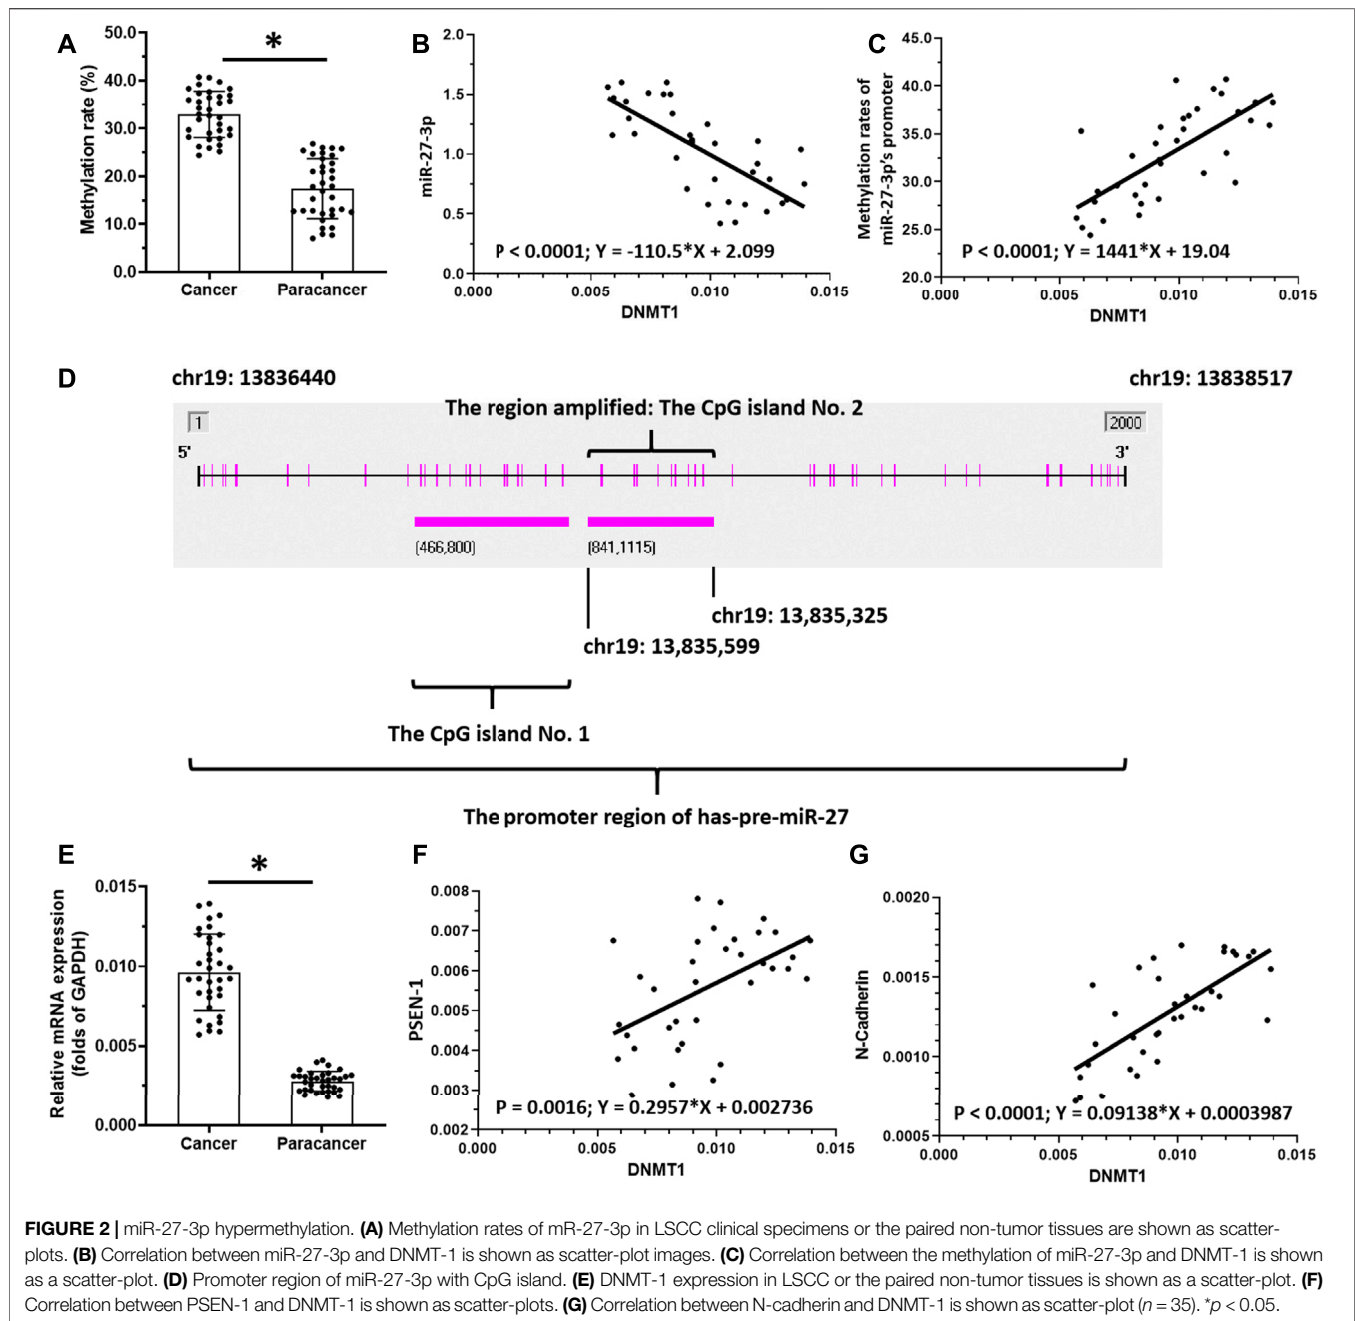 A
Methylation rate (%)
50.0
40.0
30.0
20.0
10.0
0.0
*
Cancer
Paracancer
B
miR-27-3p
2.0
1.5
1.0
0.5
0.0
P < 0.0001; Y = -110.5*X + 2.099
0.000
0.005
0.010
0.015
DNMT1
C
Methylation rates of
miR-27-3p's promoter
45.0
40.0
35.0
30.0
25.0
20.0
P < 0.0001; Y = 1441*X + 19.04
0.000
0.005
0.010
0.015
DNMT1
D
chr19: 13836440
chr19: 13838517
The region amplified: The CpG island No. 2
1
2000
5'
3'
(466,800)
(841,1115)
chr19: 13,835,325
chr19: 13,835,599
The CpG island No. 1
The promoter region of has-pre-miR-27
E
Relative mRNA expression
(folds of GAPDH)
0.015
0.010
0.005
0.000
*
Cancer
Paracancer
F
PSEN-1
0.008
0.007
0.006
0.005
0.004
0.003
0.002
P = 0.0016; Y = 0.2957*X + 0.002736
0.000
0.005
0.010
0.015
DNMT1
G
N-Cadherin
0.0020
0.0015
0.0010
0.0005
P < 0.0001; Y = 0.09138*X + 0.0003987
0.000
0.005
0.010
0.015
DNMT1
FIGURE 2 | miR-27-3p hypermethylation. (A) Methylation rates of mR-27-3p in LSCC clinical specimens or the paired non-tumor tissues are shown as scatter-
plots. (B) Correlation between miR-27-3p and DNMT-1 is shown as scatter-plot images. (C) Correlation between the methylation of miR-27-3p and DNMT-1 is shown
as a scatter-plot. (D) Promoter region of miR-27-3p with CpG island. (E) DNMT-1 expression in LSCC or the paired non-tumor tissues is shown as a scatter-plot. (F)
Correlation between PSEN-1 and DNMT-1 is shown as scatter-plots. (G) Correlation between N-cadherin and DNMT-1 is shown as scatter-plot (n = 35). *p < 0.05.